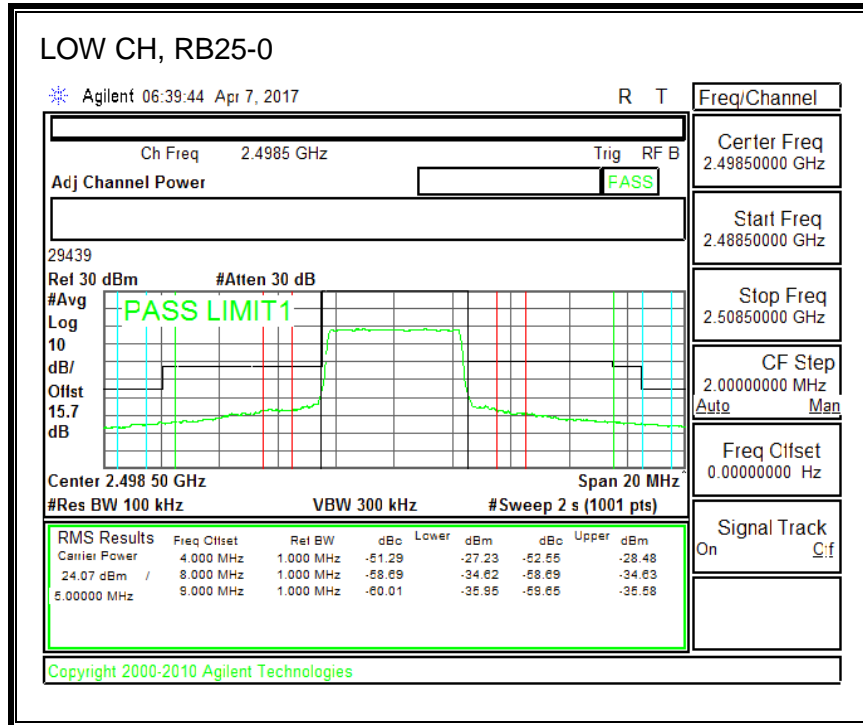 LOW CH, RB25-0
Agilent 06:39:44 Apr 7, 2017 R T
Freq/Channel
Ch Freq 2.4985 GHz Trig RF B
Adj Channel Power PASS
Center Freq
2.49850000 GHz
Start Freq
2.48850000 GHz
Stop Freq
2.50850000 GHz
CF Step
2.00000000 MHz
Auto Man
Freq Offset
0.00000000 Hz
Signal Track
On Off
29439
Ref 30 dBm #Atten 30 dB
#Avg
Log
10
dB/
Offst
15.7
dB
PASS LIMIT1
Center 2.498 50 GHz Span 20 MHz
#Res BW 100 kHz VBW 300 kHz #Sweep 2 s (1001 pts)
RMS Results Freq Offset Ref BW dBc Lower dBm dBc Upper dBm
Carrier Power 4.000 MHz 1.000 MHz -51.29 -27.23 -52.55 -28.48
24.07 dBm / 8.000 MHz 1.000 MHz -58.69 -34.62 -58.69 -34.63
5.00000 MHz 9.000 MHz 1.000 MHz -60.01 -35.95 -59.65 -35.58
Copyright 2000-2010 Agilent Technologies